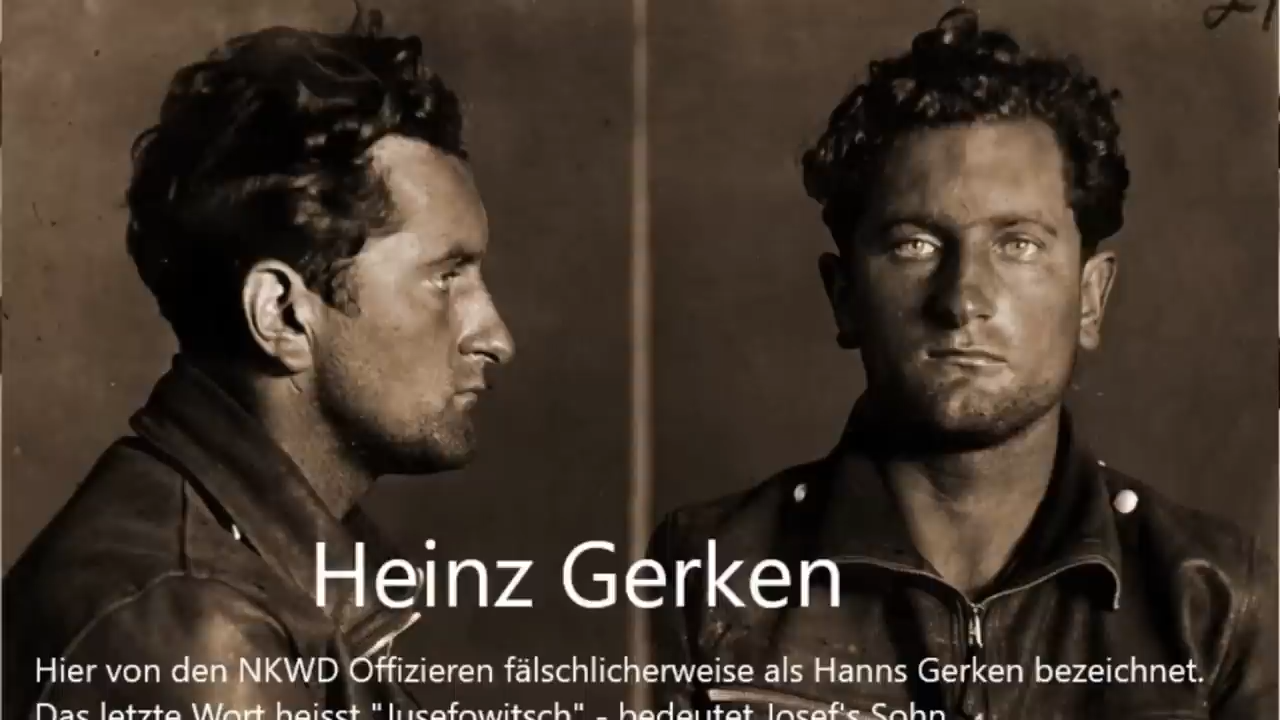 Heinz Gerken
Hier von den NKWD Offizieren fälschlicherweise als Hanns Gerken bezeichnet.
Das letzte Wort heisst "Jusefowitsch" - bedeutet Josef's Sohn